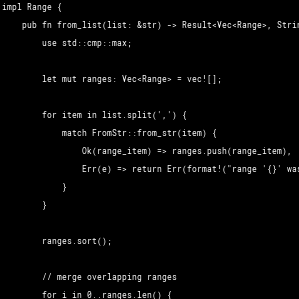 impl Range {
pub fn from_list(list: &str) -> Result<Vec<Range>,
use std::cmp::max;
let mut ranges: Vec<Range> = vec![];
for item in list.split(',') {
match FromStr::from_str(item) {
Ok(range_item) => ranges.push(range_item),
Err(e) => return Err(format!("range '{}' was
}
}
ranges.sort();
// merge overlapping ranges
for i in 0..ranges.len() {